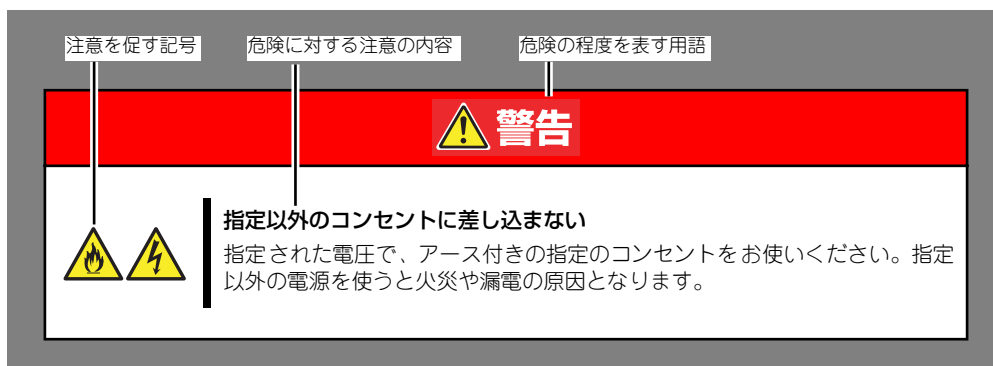 注意を促す記号
危険に対する注意の内容
危険の程度を表す用語
警告
指定以外のコンセントに差し込まない
指定された電圧で、アース付きの指定のコンセントをお使いください。指定
以外の電源を使うと火災や漏電の原因となります。